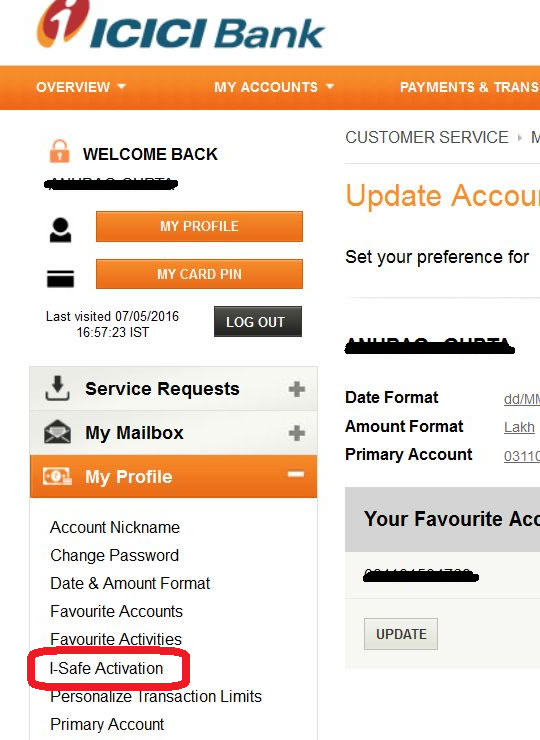 ICICI Bank
OVERVIEW
MY ACCOUNTS
PAYMENTS & TRANS
WELCOME BACK
MY PROFILE
MY CARD PIN
Last visited 07/05/2016
16:57:23 IST
LOG OUT
Service Requests
My Mailbox
My Profile
Account Nickname
Change Password
Date & Amount Format
Favourite Accounts
Favourite Activities
I-Safe Activation
Personalize Transaction Limits
Primary Account
CUSTOMER SERVICE
Update Accou
Set your preference for
Date Format dd/MM
Amount Format Lakh
Primary Account 03110
Your Favourite Acc
UPDATE